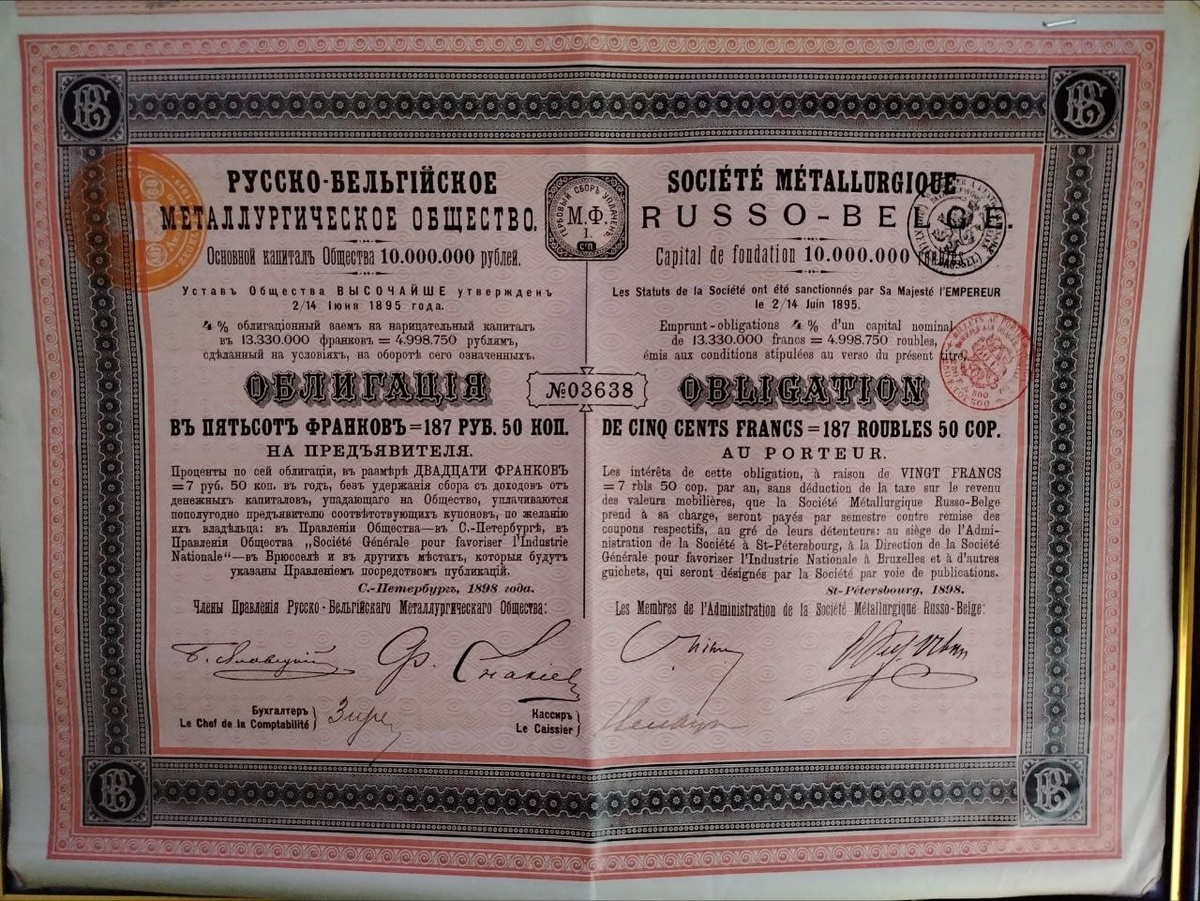 РУССКО-БЕЛЬГІЙСКОЕ
МЕТАЛЛУРГИЧЕСКОЕ ОБЩЕСТВО.
Основной капиталъ Общества 10.000.000 рублей.
Уставъ Общества ВЫСОЧАЙШЕ утвержденъ
2/14 Іюня 1895 года.
4% облигаціонный заемъ на нарицательный капиталъ
въ 13.330.000 франковъ = 4.998.750 рублямъ,
сдѣланный на условіяхъ, на оборотѣ сего означенныхъ.
ОБЛИГАЦІЯ
ВЪ ПЯТЬСОТЪ ФРАНКОВЪ = 187 РУБ. 50 КОП.
НА ПРЕДЪЯВИТЕЛЯ.
Проценты по сей облигаціи, въ размѣрѣ ДВАДЦАТИ ФРАНКОВЪ
= 7 руб. 50 коп. въ годъ, безъ удержанія сбора съ доходовъ отъ
денежныхъ капиталовъ, упадающаго на Общество, уплачиваются
пополугодно предъявителю соотвѣтствующихъ купоновъ, по желанію
ихъ владѣльца: въ Правленіи Общества—въ С.-Петербургѣ, въ
Правленіи Общества „Société Générale pour favoriser l'Industrie
Nationale"—въ Брюсселѣ и въ другихъ мѣстахъ, которыя будутъ
указаны Правленіемъ посредствомъ публикацій.
С.-Петербургъ, 1898 года.
Члены Правленія Русско-Бельгійскаго Металлургическаго Общества:
Бухгалтеръ
Le Chef de la Comptabilité
Кассиръ
Le Caissier
ГЕРБОВЫЙ СБОРЪ УПЛАЧЕНЪ
М.Ф.
1.
СП
№03638
SOCIÉTÉ MÉTALLURGIQUE
RUSSO-BELGE.
Capital de fondation 10.000.000
Les Statuts de la Société ont été sanctionnés par Sa Majesté l'EMPEREUR
le 2/14 Juin 1895.
Emprunt-obligations 4% d'un capital nominal
de 13.330.000 francs = 4.998.750 roubles,
émis aux conditions stipulées au verso du présent titre.
OBLIGATION
DE CINQ CENTS FRANCS = 187 ROUBLES 50 COP.
AU PORTEUR.
Les intérêts de cette obligation, à raison de VINGT FRANCS
= 7 rbls 50 cop. par an, sans déduction de la taxe sur le revenu
des valeurs mobilières, que la Société Métallurgique Russo-Belge
prend à sa charge, seront payés par semestre contre remise des
coupons respectifs, au gré de leurs détenteurs: au siège de l'Admi-
nistration de la Société à St-Pétersbourg, à la Direction de la Société
Générale pour favoriser l'Industrie Nationale à Bruxelles et à d'autres
guichets, qui seront désignés par la Société par voie de publications.
St-Pétersbourg, 1898.
Les Membres de l'Administration de la Société Métallurgique Russo-Belge: